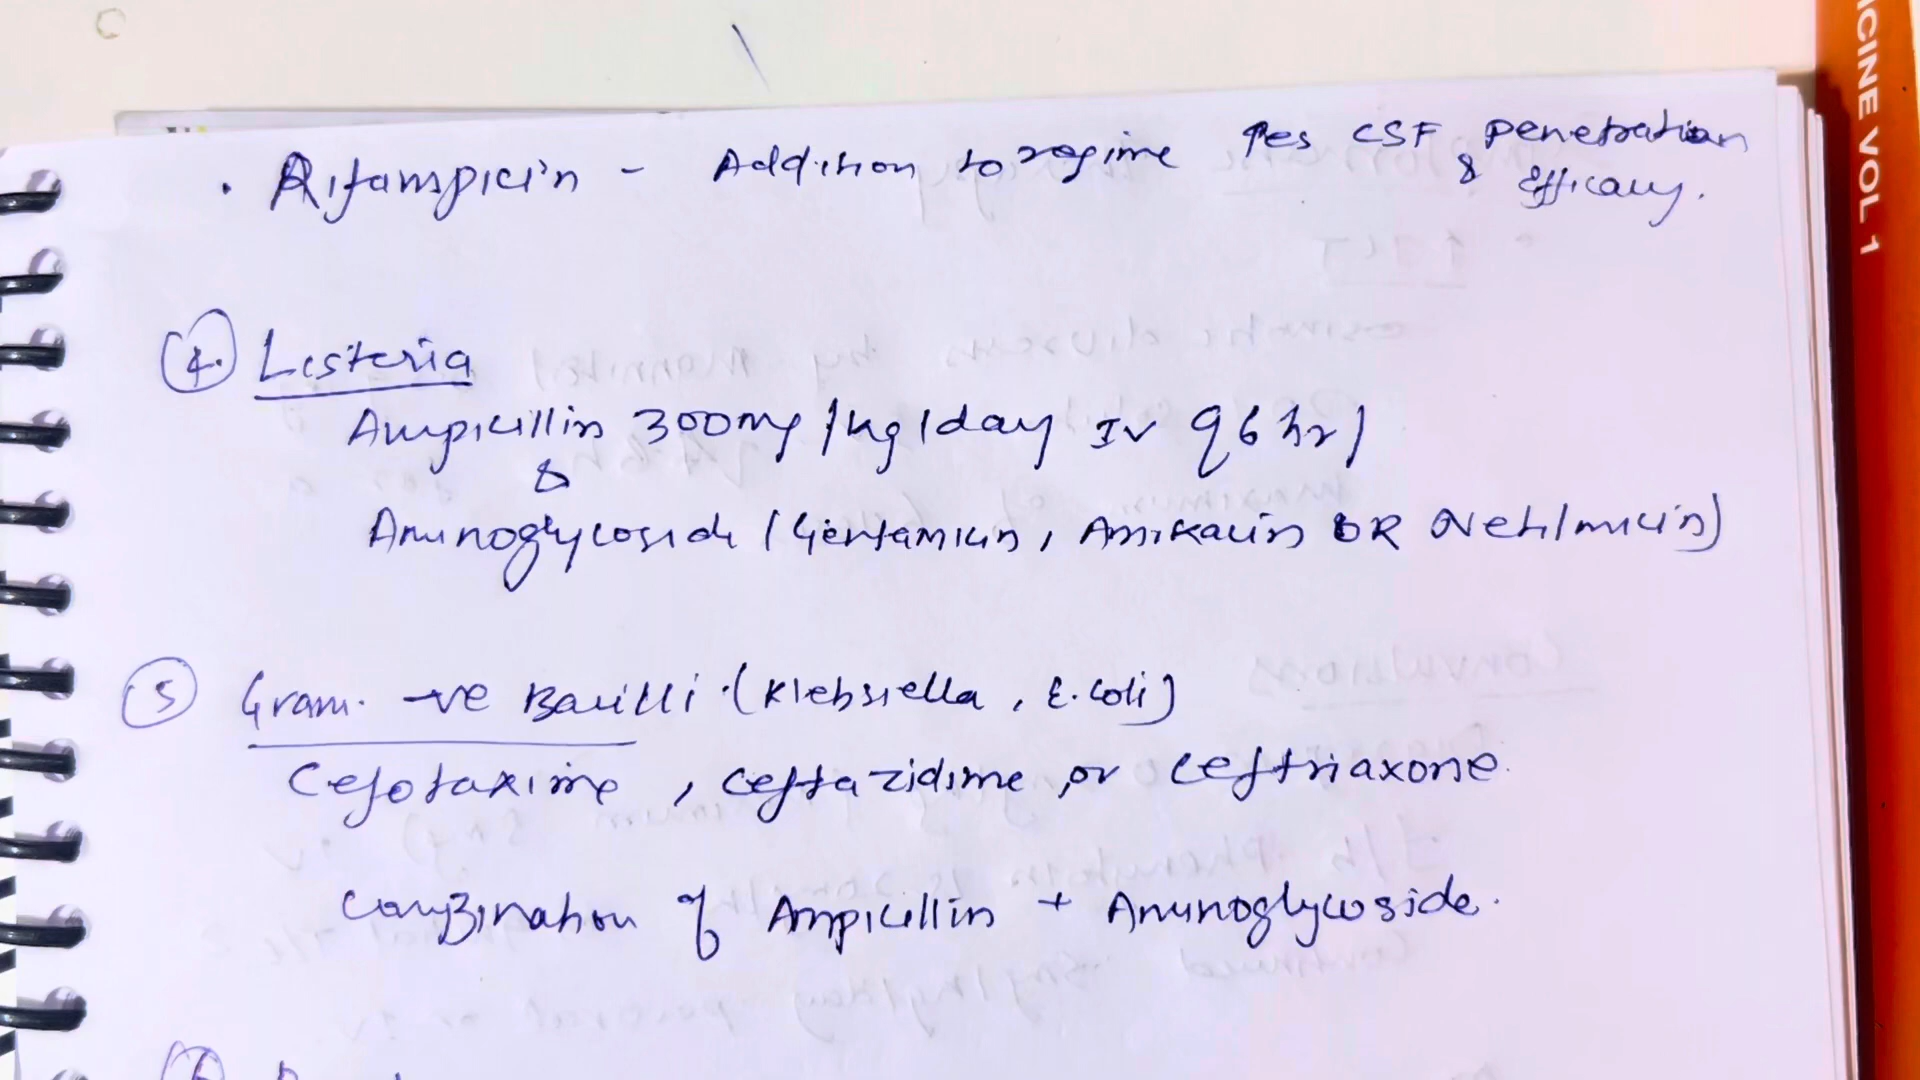 . Rifampicin - Addition to regime ↑es CSF penetration
& efficacy.
4. Listeria
Ampicillin 300mg/kg/day IV q6hr)
&
Aminoglycoside (Gentamicin, Amikacin OR Netilmicin)
5 Gram. -ve Bacilli. (Klebsiella, E. coli)
Cefotaxime, Ceftazidime, or Ceftriaxone.
Combination of Ampicillin + Aminoglycoside.
ICINE VOL 1